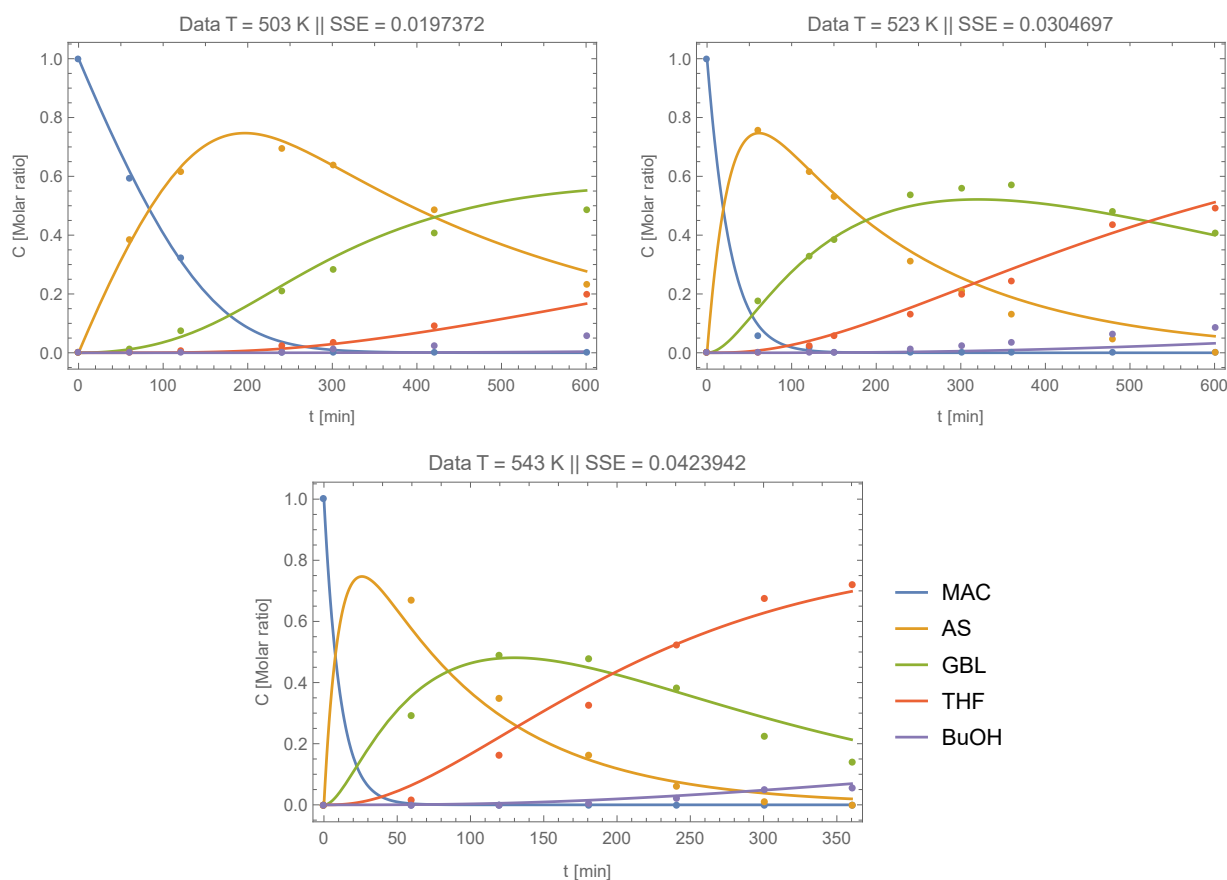 Data T = 503 K || SSE = 0.0197372
C [Molar ratio]
1.0
0.8
0.6
0.4
0.2
0.0
0
100
200
300
400
500
600
t [min]
Data T = 523 K || SSE = 0.0304697
C [Molar ratio]
1.0
0.8
0.6
0.4
0.2
0.0
0
100
200
300
400
500
600
t [min]
Data T = 543 K || SSE = 0.0423942
C [Molar ratio]
1.0
0.8
0.6
0.4
0.2
0.0
0
50
100
150
200
250
300
350
t [min]
MAC
AS
GBL
THF
BuOH